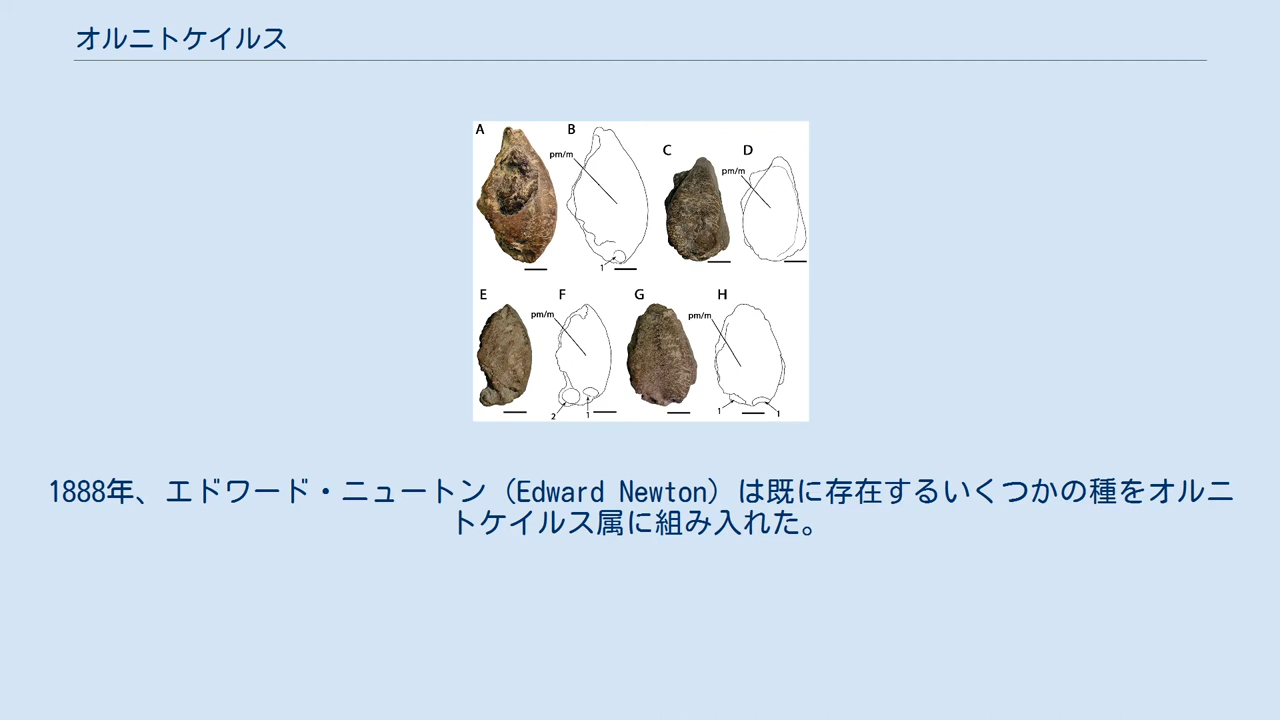 オルニトケイルス
A
B
pm/m
1
C
D
pm/m
E
F
pm/m
2
1
G
H
pm/m
1
1
1888年、エドワード・ニュートン（Edward Newton）は既に存在するいくつかの種をオルニ
トケイルス属に組み入れた。